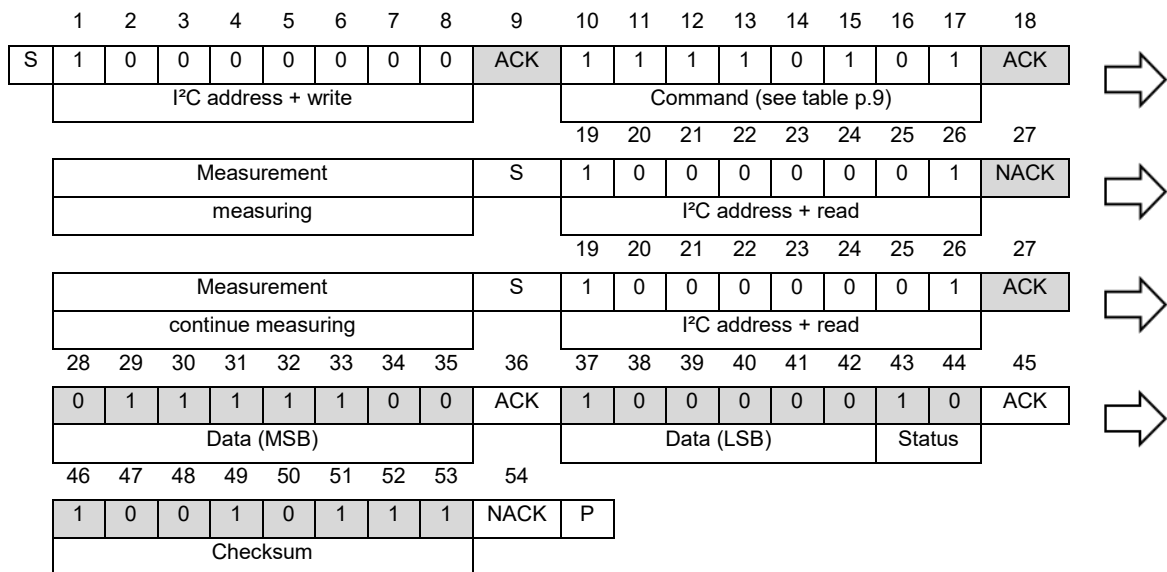 1 2 3 4 5 6 7 8 9 10 11 12 13 14 15 16 17 18
S 1 0 0 0 0 0 0 0 ACK 1 1 1 1 0 1 0 1 ACK
I²C address + write Command (see table p.9)
19 20 21 22 23 24 25 26 27
Measurement S 1 0 0 0 0 0 0 1 NACK
measuring I²C address + read
19 20 21 22 23 24 25 26 27
Measurement S 1 0 0 0 0 0 0 1 ACK
continue measuring I²C address + read
28 29 30 31 32 33 34 35 36 37 38 39 40 41 42 43 44 45
0 1 1 1 1 1 0 0 ACK 1 0 0 0 0 0 1 0 ACK
Data (MSB) Data (LSB) Status
46 47 48 49 50 51 52 53 54
1 0 0 1 0 1 1 1 NACK P
Checksum